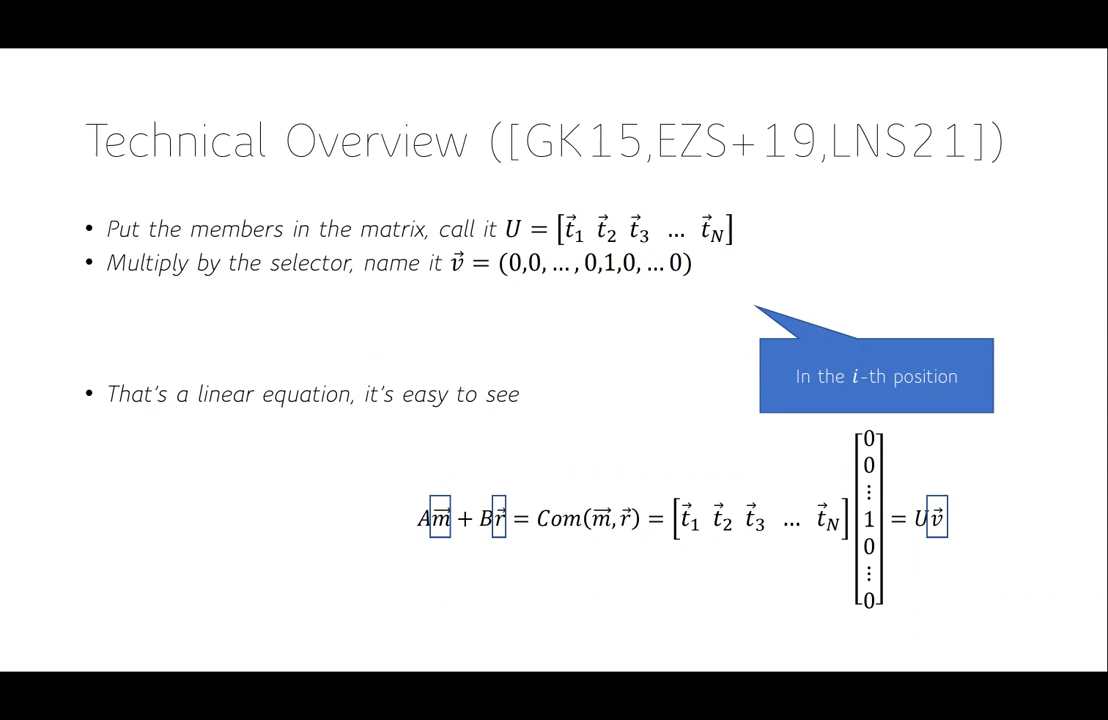 Technical Overview ([GK15,EZS+19,LNS21])
• Put the members in the matrix, call it U = [t⃗₁ t⃗₂ t⃗₃ … t⃗_N]
• Multiply by the selector, name it v⃗ = (0,0, … , 0,1,0, … 0)
In the i-th position
• That's a linear equation, it's easy to see
Am⃗ + Br⃗ = Com(m⃗, r⃗) = [t⃗₁ t⃗₂ t⃗₃ … t⃗_N] [0 0 ⋮ 1 0 ⋮ 0] = Uv⃗